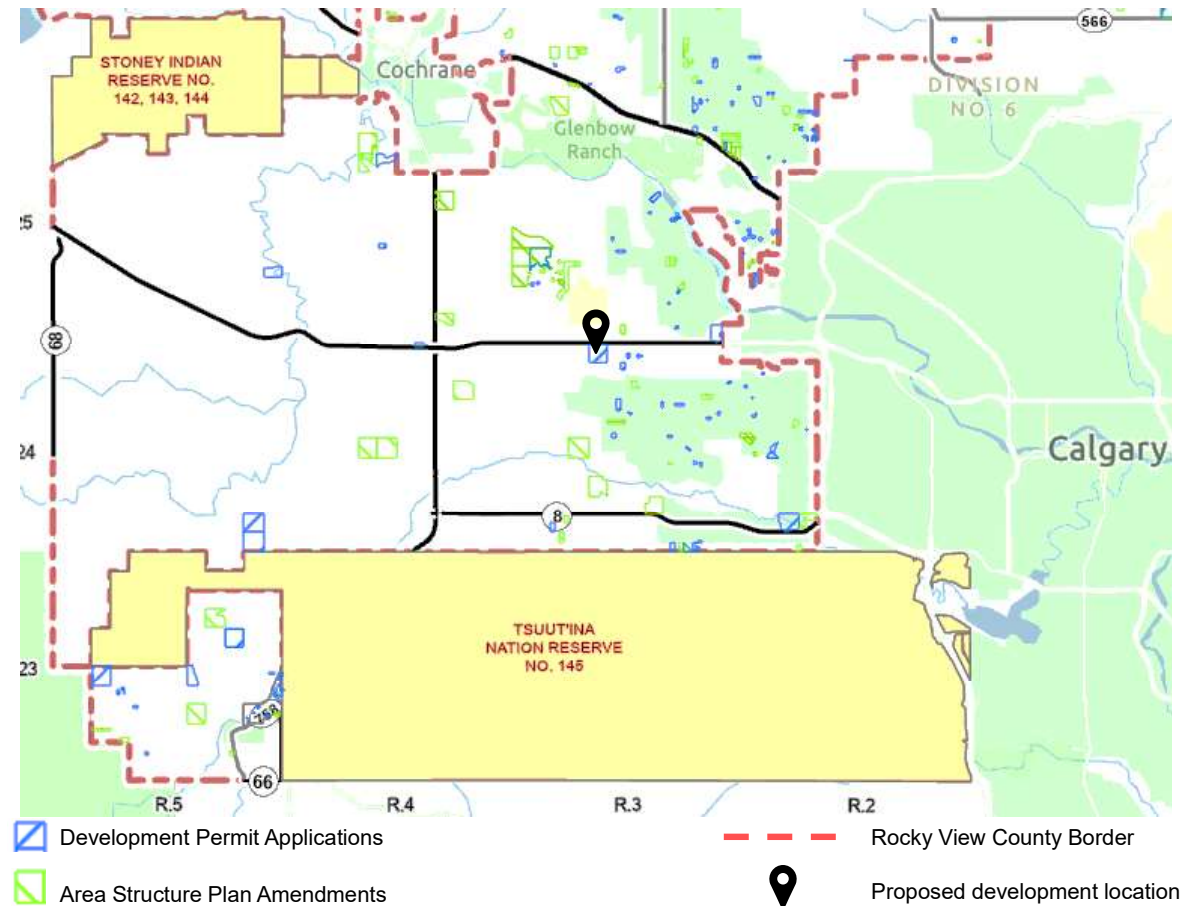 566
STONEY INDIAN
RESERVE NO.
142, 143, 144
Cochrane
DIVISION
NO. 6
Glenbow
Ranch
25
68
24
Calgary
8
TSUUT'INA
NATION RESERVE
NO. 145
23
758
66
R.5
R.4
R.3
R.2
Development Permit Applications
Rocky View County Border
Area Structure Plan Amendments
Proposed development location